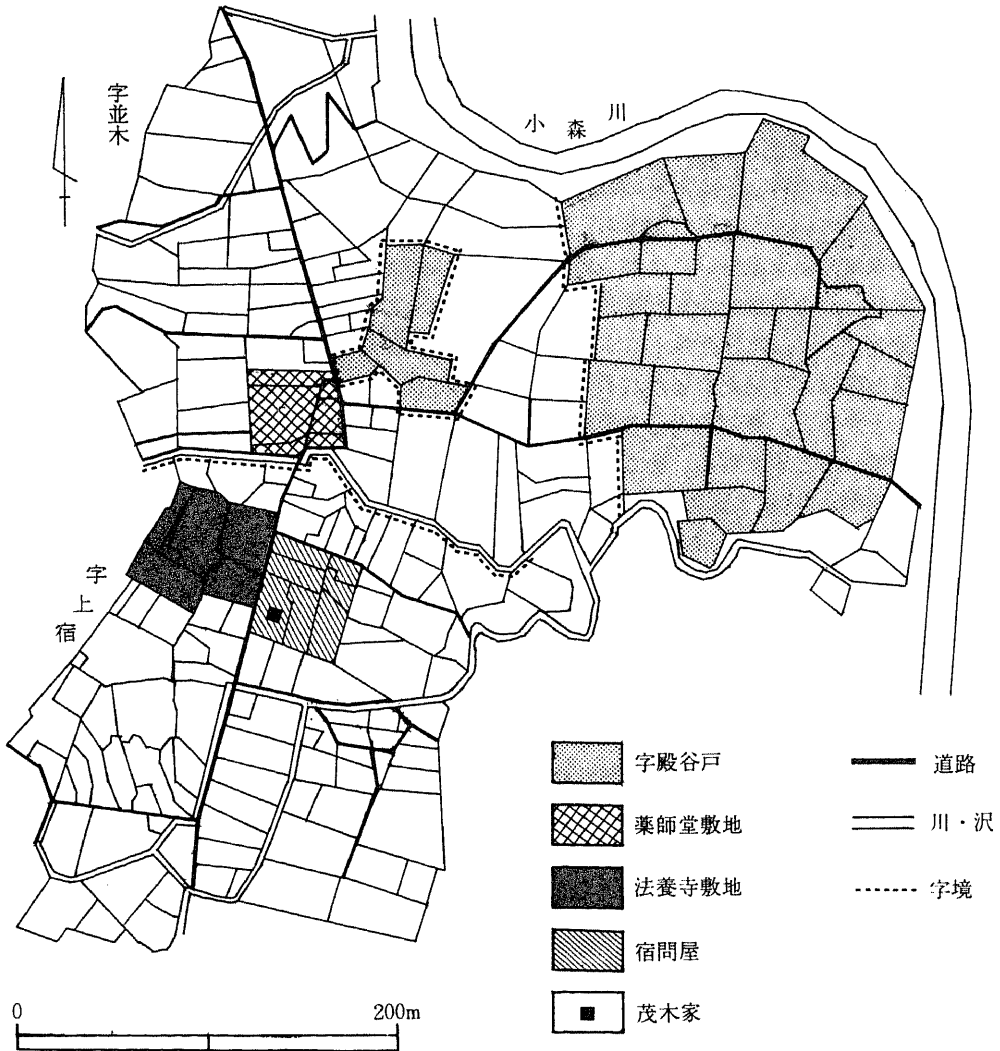 字並木
小森川
字上宿
字殿谷戸
薬師堂敷地
法養寺敷地
宿問屋
茂木家
道路
川・沢
字境
0
200m